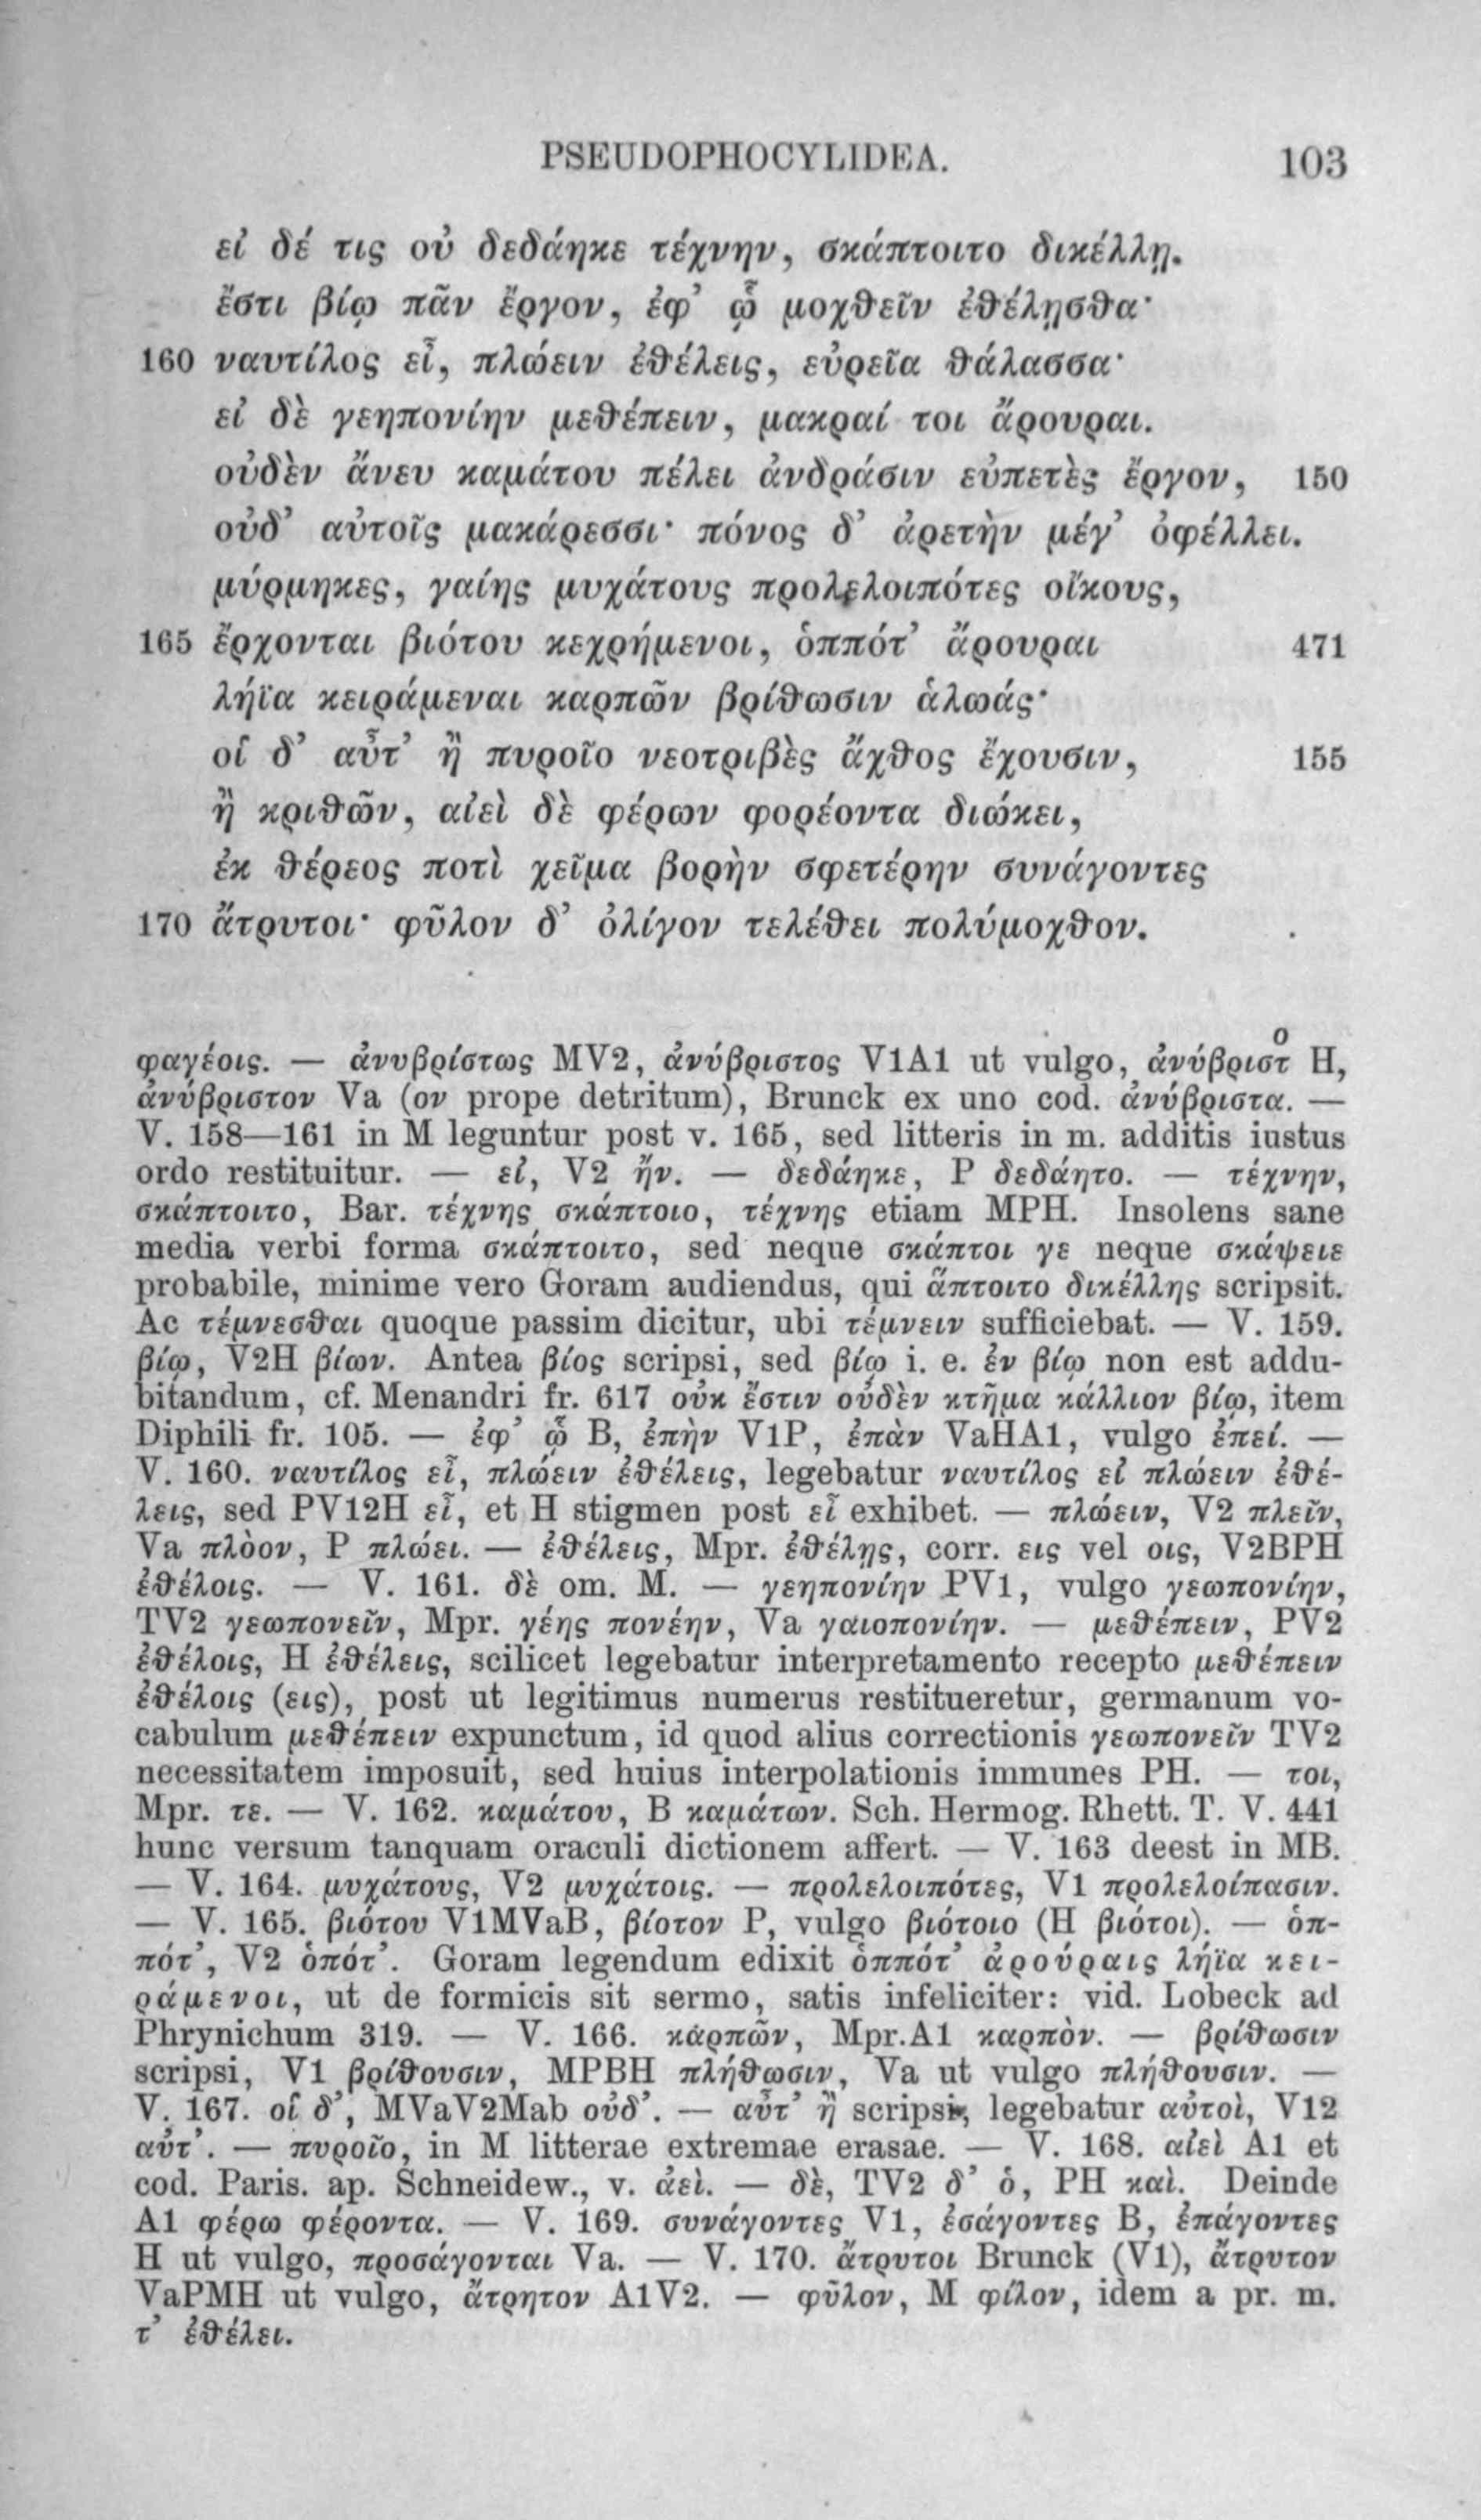 PSEUDOPHOCYLIDEA. 103
εἰ δέ τις οὐ δεδάηκε τέχνην, σκάπτοιτο δικέλλῃ.
ἔστι βίῳ πᾶν ἔργον, ἐφ’ ᾧ μοχθεῖν ἐθέλῃσθα·
160 ναυτίλος εἶ, πλώειν ἐθέλεις, εὐρεῖα θάλασσα·
εἰ δὲ γεηπονίην μεθέπειν, μακραί τοι ἄρουραι.
οὐδὲν ἄνευ καμάτου πέλει ἀνδράσιν εὐπετὲς ἔργον, 150
οὐδ’ αὐτοῖς μακάρεσσι· πόνος δ’ ἀρετὴν μέγ’ ὀφέλλει.
μύρμηκες, γαίης μυχάτους προλελοιπότες οἴκους,
165 ἔρχονται βιότου κεχρήμενοι, ὁππότ’ ἄρουραι 471
λήϊα κειράμεναι καρπῶν βρίθωσιν ἁλωάς·
οἱ δ’ αὖτ’ ἢ πυροῖο νεοτριβὲς ἄχθος ἔχουσιν, 155
ἢ κριθῶν, αἰεὶ δὲ φέρων φορέοντα διώκει,
ἐκ θέρεος ποτὶ χεῖμα βορὴν σφετέρην συνάγοντες
170 ἄτρυτοι· φῦλον δ’ ὀλίγον τελέθει πολύμοχθον.
φαγέοις. — ἀνυβρίστως MV2, ἀνύβριστος V1A1 ut vulgo, ἀνύβριστο H,
ἀνύβριστον Va (ον prope detritum), Brunck ex uno cod. ἀνύβριστα. —
V. 158—161 in M leguntur post v. 165, sed litteris in m. additis iustus
ordo restituitur. — εἰ, V2 ἤν. — δεδάηκε, P δεδάητο. — τέχνην,
σκάπτοιτο, Bar. τέχνης σκάπτοιο, τέχνης etiam MPH. Insolens sane
media verbi forma σκάπτοιτο, sed neque σκάπτοι γε neque σκάψειε
probabile, minime vero Goram audiendus, qui ἅπτοιτο δικέλλης scripsit.
Ac τέμνεσθαι quoque passim dicitur, ubi τέμνειν sufficiebat. — V. 159.
βίῳ, V2H βίων. Antea βίος scripsi, sed βίῳ i. e. ἐν βίῳ non est addu-
bitandum, cf. Menandri fr. 617 οὐκ ἔστιν οὐδὲν κτῆμα κάλλιον βίῳ, item
Diphili fr. 105. — ἐφ’ ᾧ B, ἐπὴν V1P, ἐπὰν VaHA1, vulgo ἐπεί. —
V. 160. ναυτίλος εἶ, πλώειν ἐθέλεις, legebatur ναυτίλος εἰ πλώειν ἐθέ-
λεις, sed PV12H εἶ, et H stigmen post εἶ exhibet. — πλώειν, V2 πλεῖν,
Va πλὸον, P πλώει. — ἐθέλεις, Mpr. ἐθέλῃς, corr. εις vel οις, V2BPH
ἐθέλοις. — V. 161. δὲ om. M. — γεηπονίην PV1, vulgo γεωπονίην,
TV2 γεωπονεῖν, Mpr. γέης πονέην, Va γαιοπονίην. — μεθέπειν, PV2
ἐθέλοις, H ἐθέλεις, scilicet legebatur interpretamento recepto μεθέπειν
ἐθέλοις (εις), post ut legitimus numerus restitueretur, germanum vo-
cabulum μεθέπειν expunctum, id quod alius correctionis γεωπονεῖν TV2
necessitatem imposuit, sed huius interpolationis immunes PH. — τοι,
Mpr. τε. — V. 162. καμάτου, B καμάτων. Sch. Hermog. Rhett. T. V. 441
hunc versum tanquam oraculi dictionem affert. — V. 163 deest in MB.
— V. 164. μυχάτους, V2 μυχάτοις. — προλελοιπότες, V1 προλελοίπασιν.
— V. 165. βιότου V1MVaB, βίοτον P, vulgo βιότοιο (H βιότοι). — ὁπ-
πότ’, V2 ὁπότ’. Goram legendum edixit ὁππότ’ ἀρούραις λήϊα κει-
ράμενοι, ut de formicis sit sermo, satis infeliciter: vid. Lobeck ad
Phrynichum 319. — V. 166. καρπῶν, Mpr.A1 καρπὸν. — βρίθωσιν
scripsi, V1 βρίθουσιν, MPBH πλήθωσιν, Va ut vulgo πλήθουσιν. —
V. 167. οἱ δ’, MVaV2Mab οὐδ’. — αὖτ’ ἢ scripsi, legebatur αὐτοὶ, V12
αὐτ’. — πυροῖο, in M litterae extremae erasae. — V. 168. αἰεὶ A1 et
cod. Paris. ap. Schneidew., v. ἀεὶ. — δὲ, TV2 δ’ ὁ, PH καὶ. Deinde
A1 φέρω φέροντα. — V. 169. συνάγοντες V1, ἐσάγοντες B, ἐπάγοντες
H ut vulgo, προσάγονται Va. — V. 170. ἄτρυτοι Brunck (V1), ἄτρυτον
VaPMH ut vulgo, ἄτρητον A1V2. — φῦλον, M φίλον, idem a pr. m.
τ’ ἐθέλει.